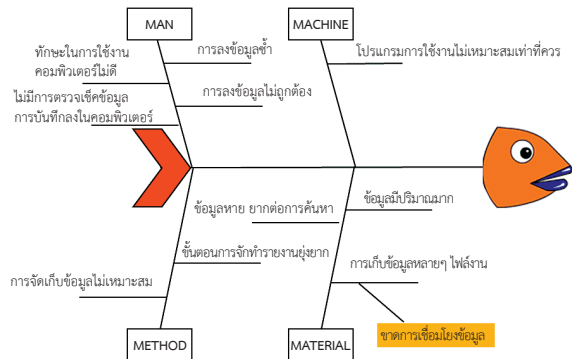 MAN
MACHINE
ทักษะในการใช้งาน
คอมพิวเตอร์ไม่ดี
การลงข้อมูลซ้ำ
โปรแกรมการใช้งานไม่เหมาะสมเท่าที่ควร
ไม่มีการตรวจเช็คข้อมูล
การบันทึกลงในคอมพิวเตอร์
การลงข้อมูลไม่ถูกต้อง
ข้อมูลหาย ยากต่อการค้นหา
ข้อมูลมีปริมาณมาก
ขั้นตอนการจักทำรายงานยุ่งยาก
การจัดเก็บข้อมูลไม่เหมาะสม
การเก็บข้อมูลหลายๆ ไฟล์งาน
ขาดการเชื่อมโยงข้อมูล
METHOD
MATERIAL